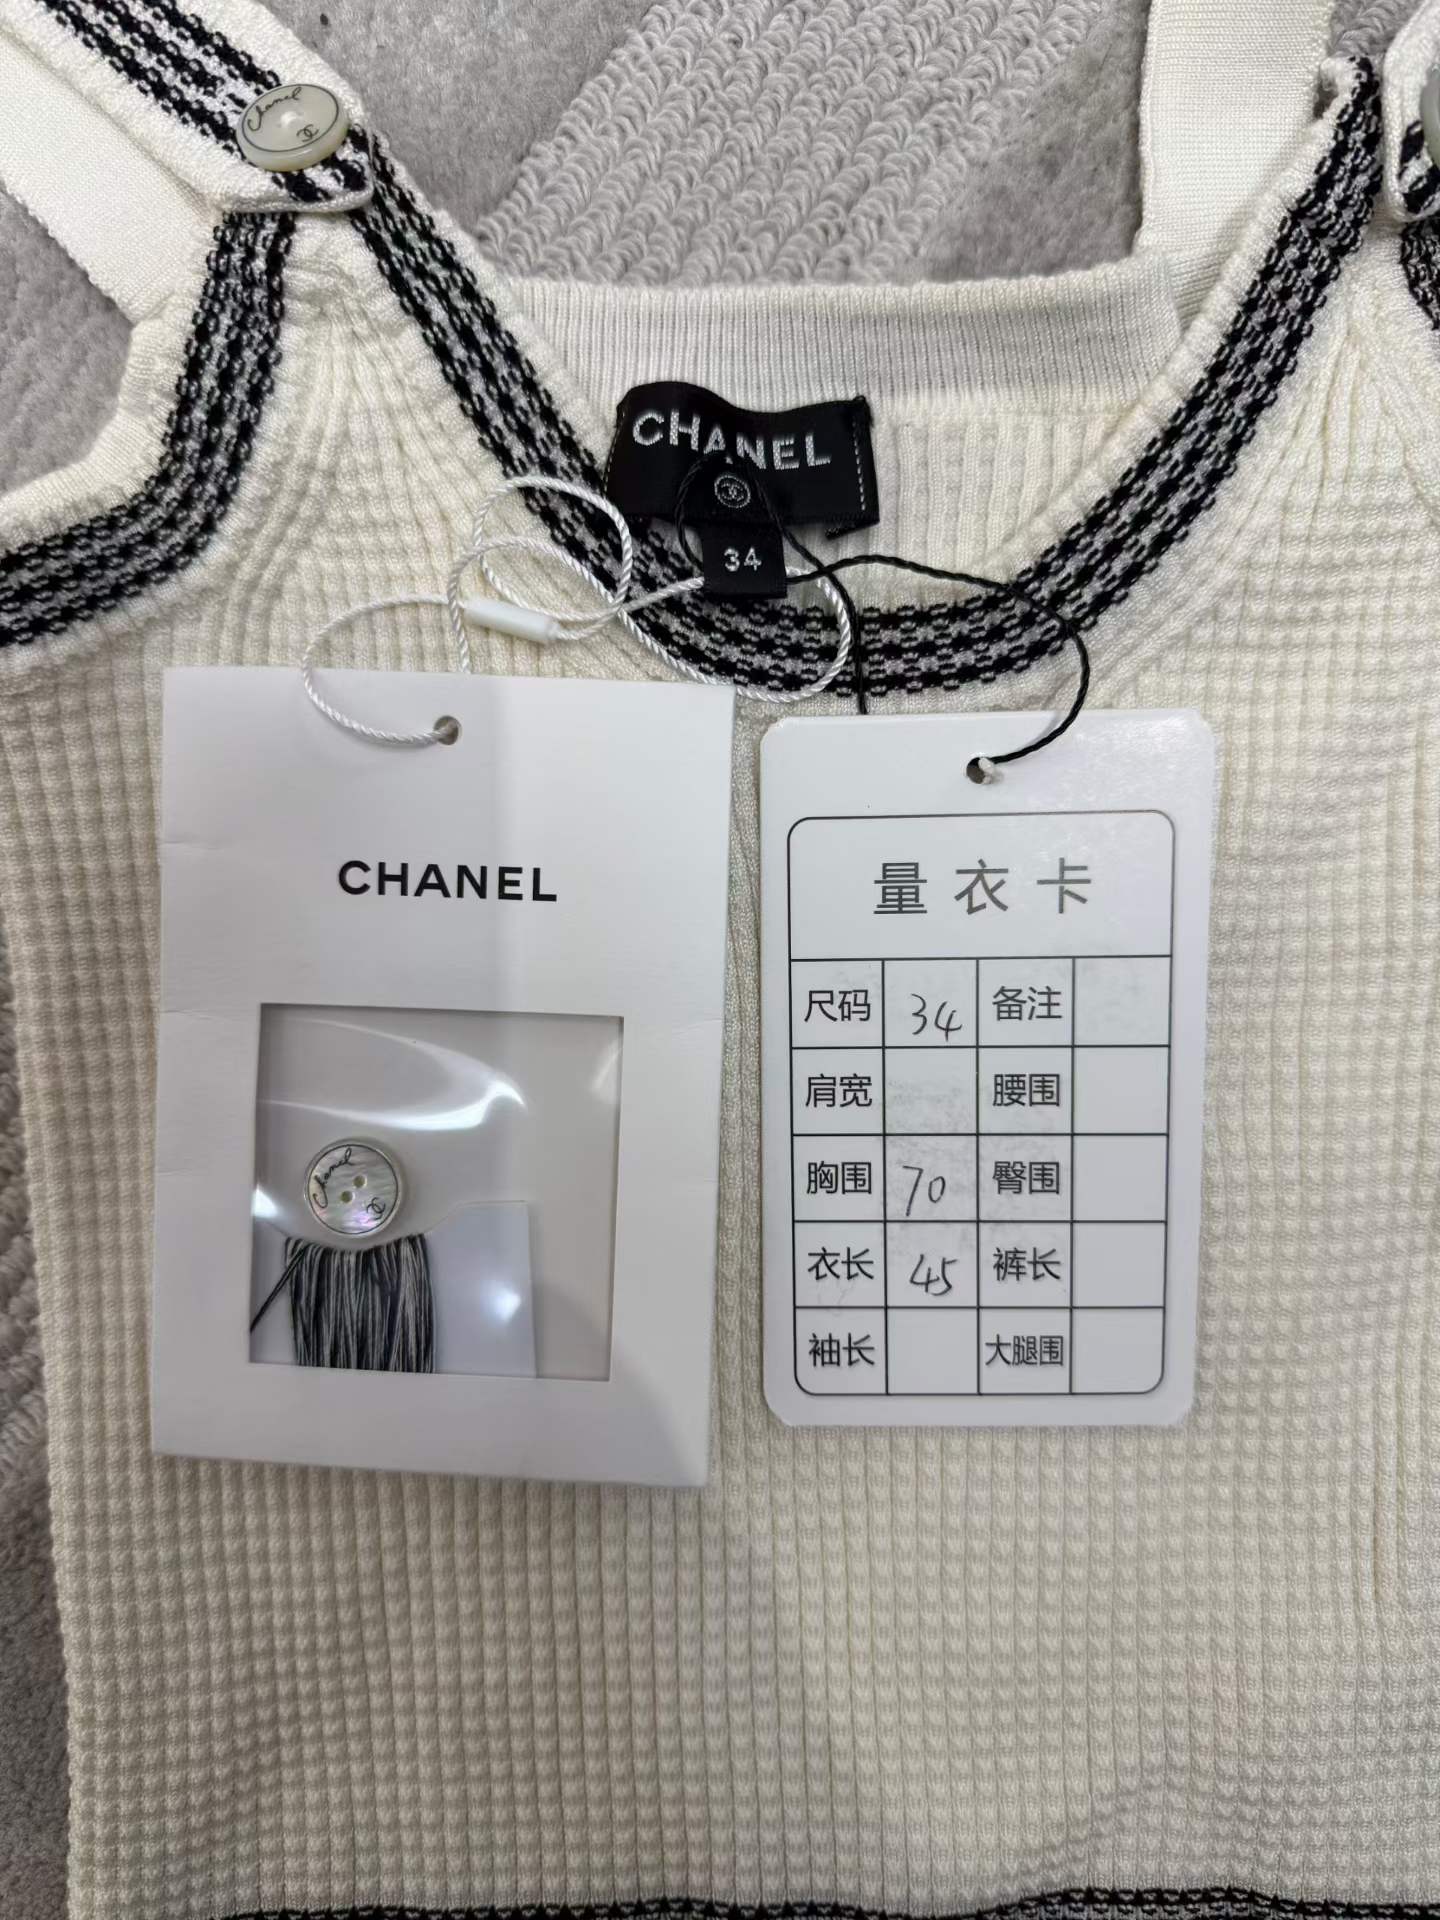 Chanel
CHANEL
34
CHANEL
Chanel
量衣卡
尺码 34 备注
肩宽 腰围
胸围 70 臀围
衣长 45 裤长
袖长 大腿围